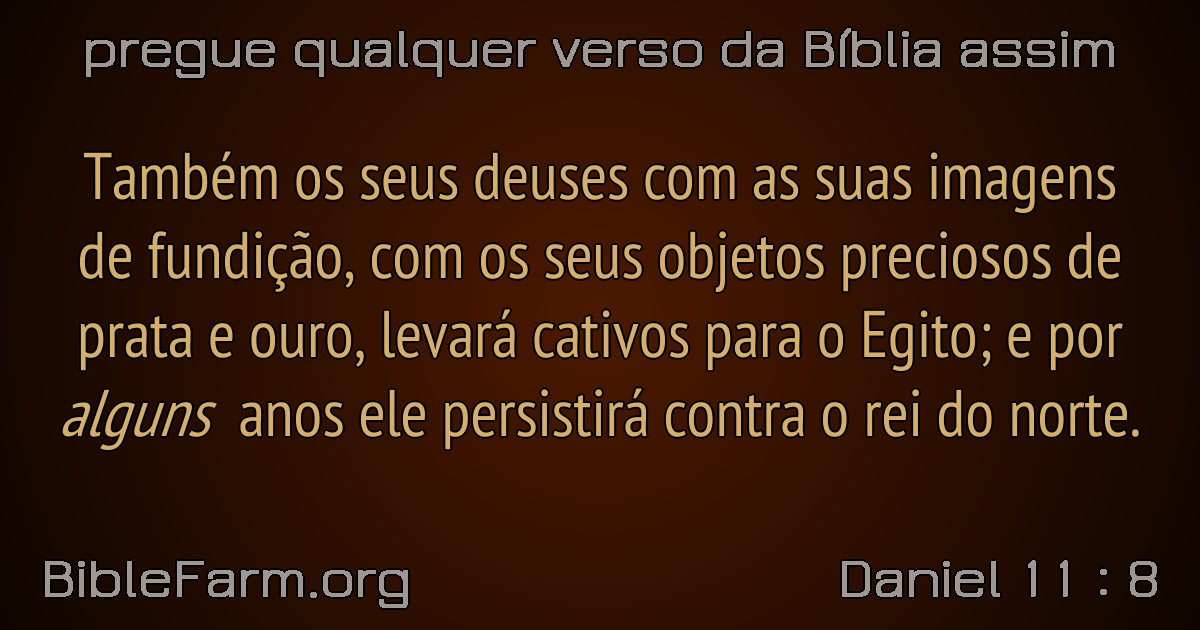 pregue qualquer verso da Bíblia assim
Também os seus deuses com as suas imagens
de fundição, com os seus objetos preciosos de
prata e ouro, levará cativos para o Egito; e por
alguns anos ele persistirá contra o rei do norte.
BibleFarm.org
Daniel 11 : 8